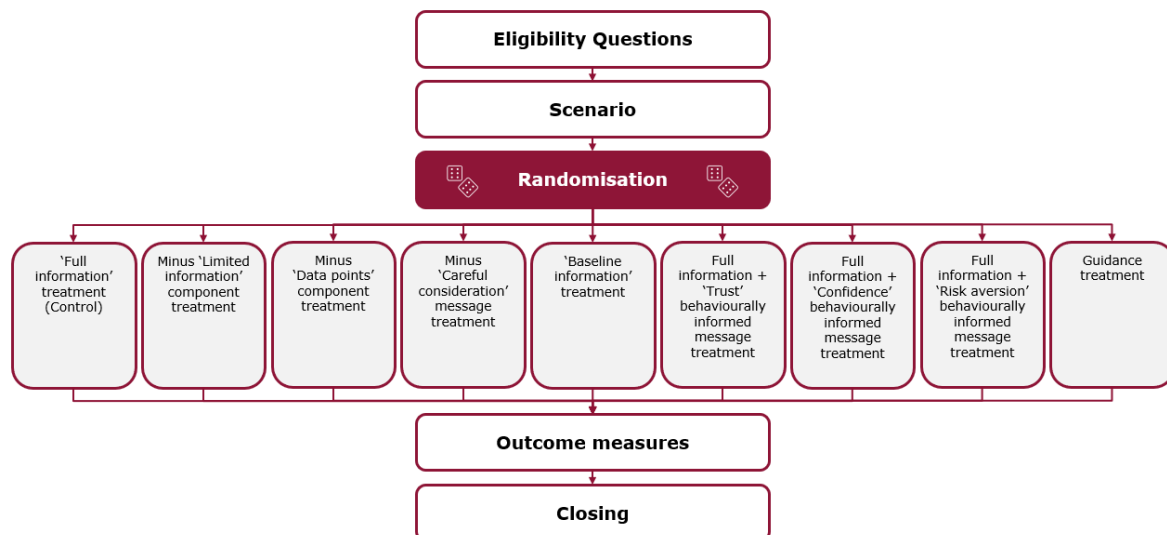 Eligibility Questions
Scenario
Randomisation
‘Full
information’
treatment
(Control)
Minus ‘Limited
information’
component
treatment
Minus
‘Data points’
component
treatment
Minus
‘Careful
consideration’
message
treatment
‘Baseline
information’
treatment
Full
information +
‘Trust’
behaviourally
informed
message
treatment
Full
information +
‘Confidence’
behaviourally
informed
message
treatment
Full
information +
‘Risk aversion’
behaviourally
informed
message
treatment
Guidance
treatment
Outcome measures
Closing